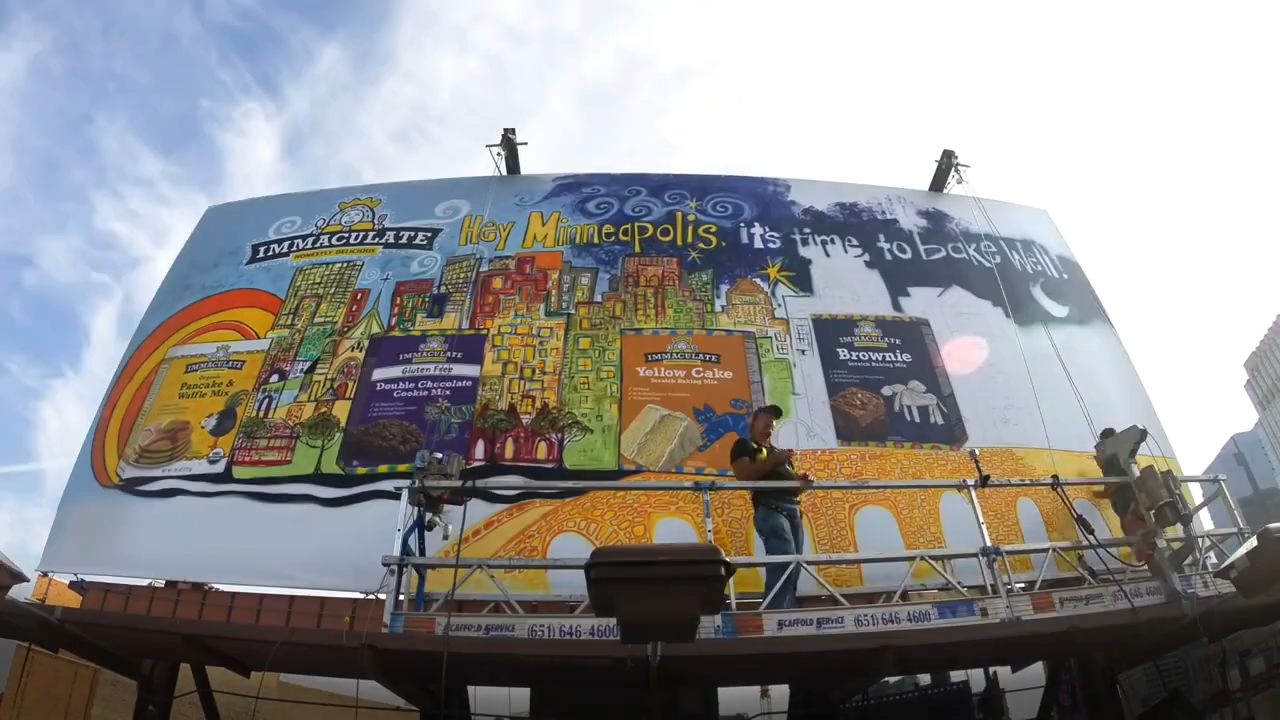 IMMACULATE
HONESTLY DELICIOUS
Hey Minneapolis, it's time to bake Well!
IMMACULATE
Organic
Pancake &
Waffle Mix
IMMACULATE
Gluten Free
Double Chocolate
Cookie Mix
IMMACULATE
Yellow Cake
Scratch Baking Mix
IMMACULATE
Brownie
Scratch Baking Mix
SCAFFOLD SERVICE (651) 646-4600
SCAFFOLD SERVICE (651) 646-4600